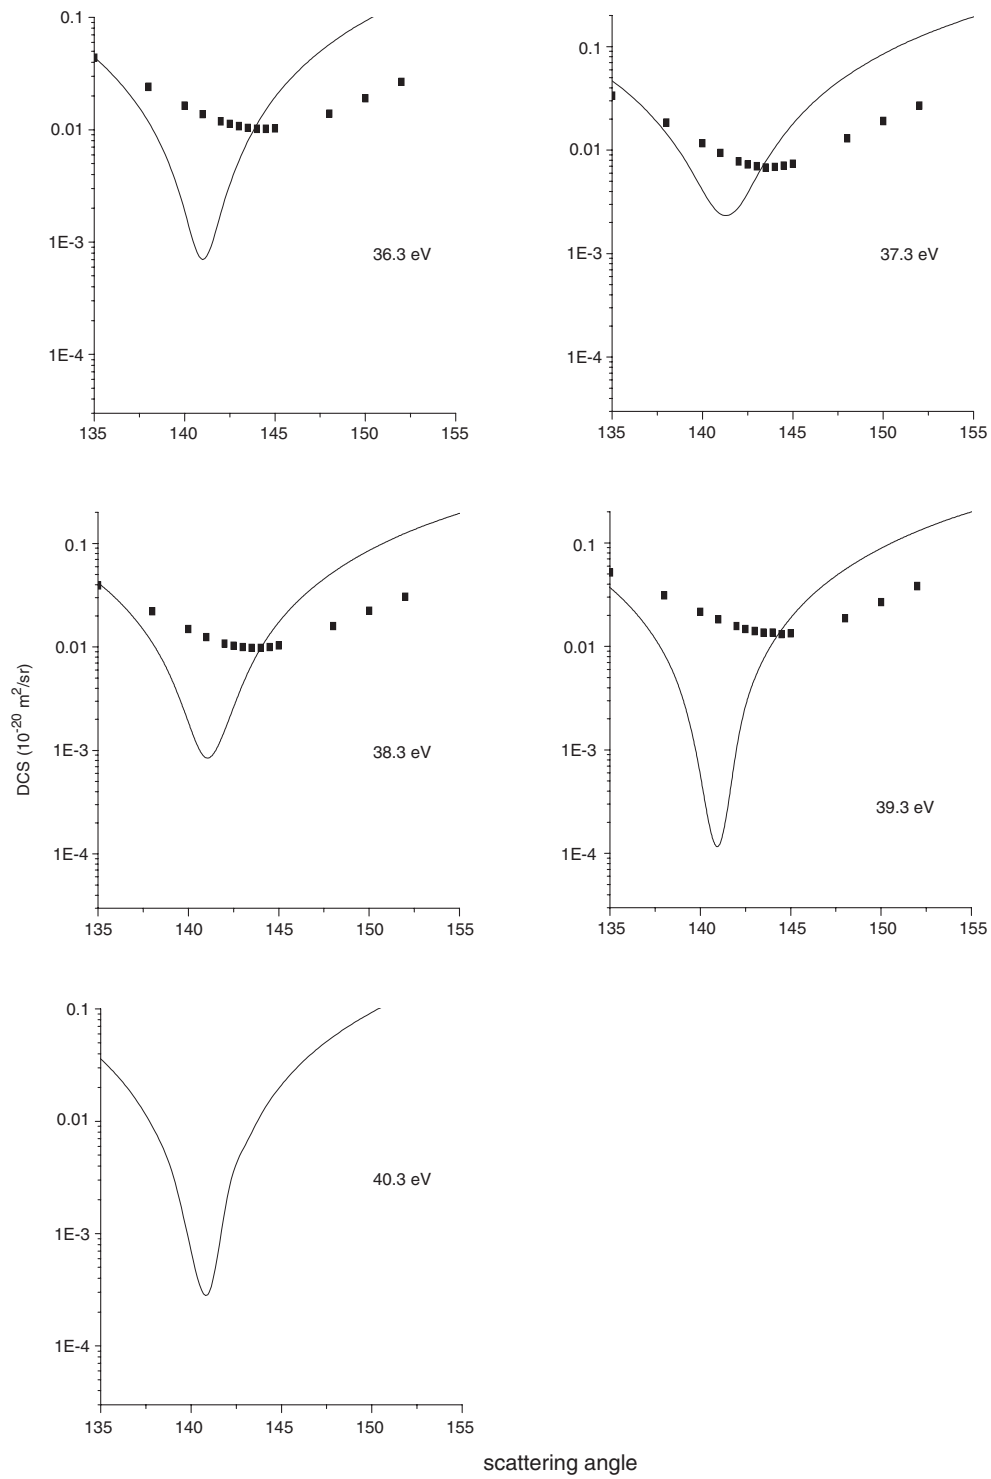 0.1
0.01
1E-3
1E-4
36.3 eV
135 140 145 150 155
0.1
0.01
1E-3
1E-4
37.3 eV
135 140 145 150 155
DCS (10⁻²⁰ m²/sr)
0.1
0.01
1E-3
1E-4
38.3 eV
135 140 145 150 155
0.1
0.01
1E-3
1E-4
39.3 eV
135 140 145 150 155
0.1
0.01
1E-3
1E-4
40.3 eV
135 140 145 150 155
scattering angle